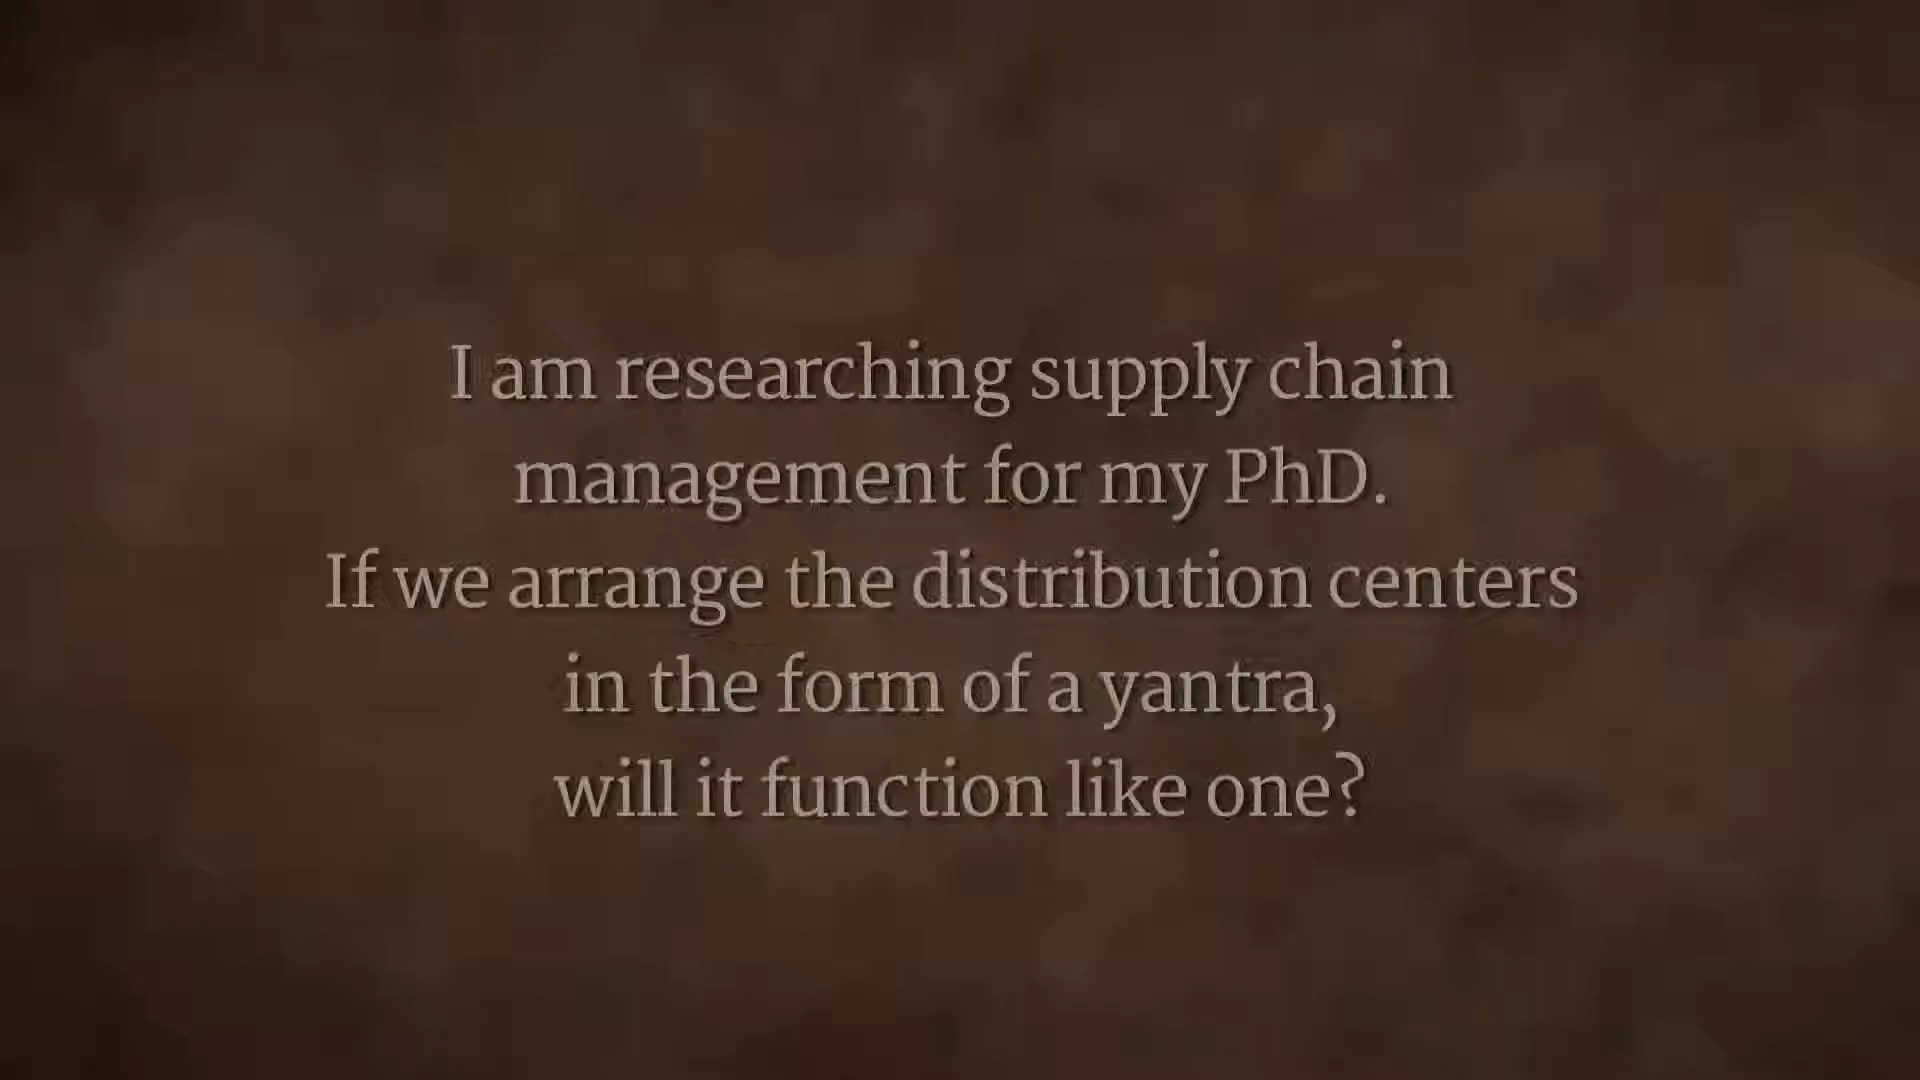 I am researching supply chain
management for my PhD.
If we arrange the distribution centers
in the form of a yantra,
will it function like one?